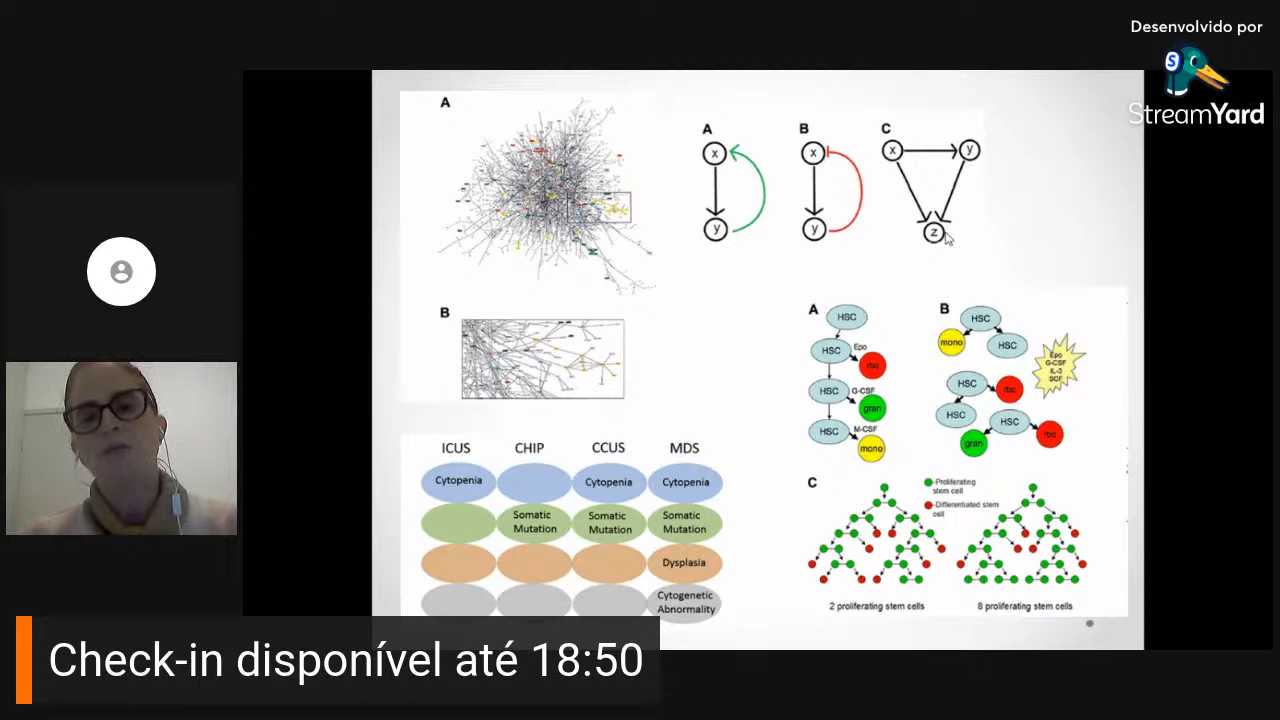 Desenvolvido por
S
StreamYard
A
A
B
C
x
x
x
y
y
y
z
B
A
B
HSC
HSC
mono
HSC
HSC
Epo
rbc
Epo
G-CSF
IL-3
SCF
HSC
G-CSF
gran
HSC
rbc
HSC
HSC
M-CSF
mono
HSC
gran
rbc
ICUS
CHIP
CCUS
MDS
Cytopenia
Cytopenia
Cytopenia
Somatic
Mutation
Somatic
Mutation
Somatic
Mutation
Dysplasia
Cytogenetic
Abnormality
C
Proliferating
stem cell
Differentiated stem
cell
2 proliferating stem cells
8 proliferating stem cells
Check-in disponível até 18:50